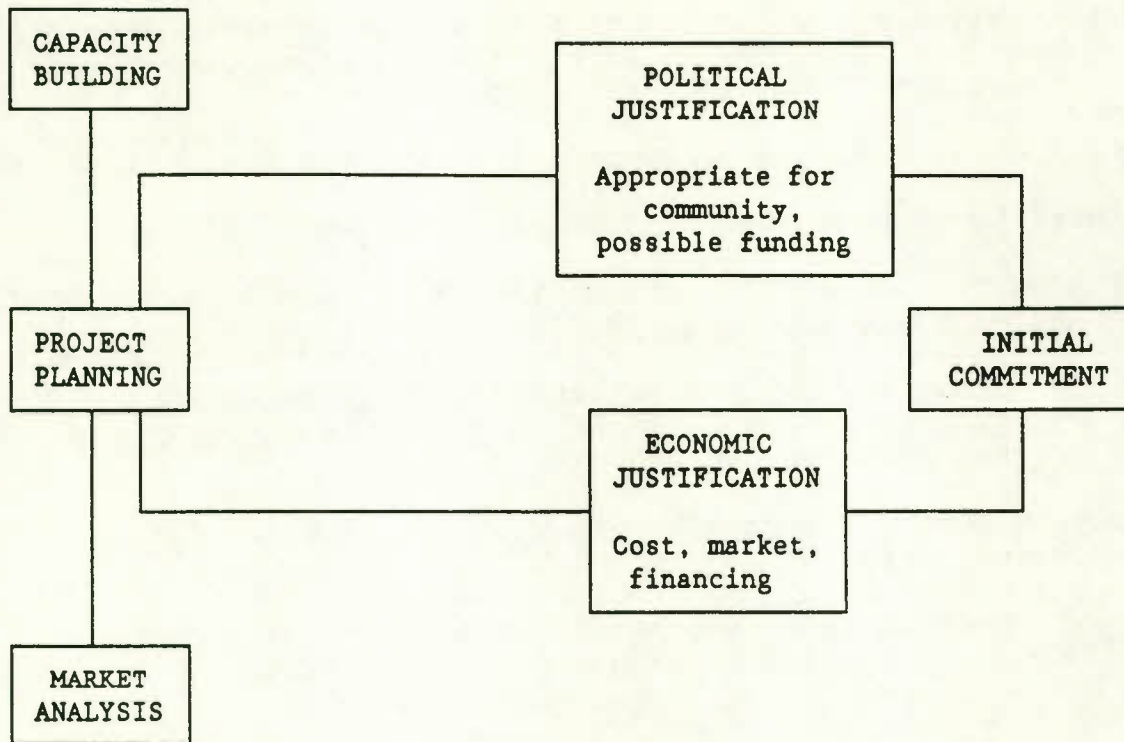 CAPACITY
BUILDING
POLITICAL
JUSTIFICATION
Appropriate for
community,
possible funding
PROJECT
PLANNING
INITIAL
COMMITMENT
ECONOMIC
JUSTIFICATION
Cost, market,
financing
MARKET
ANALYSIS